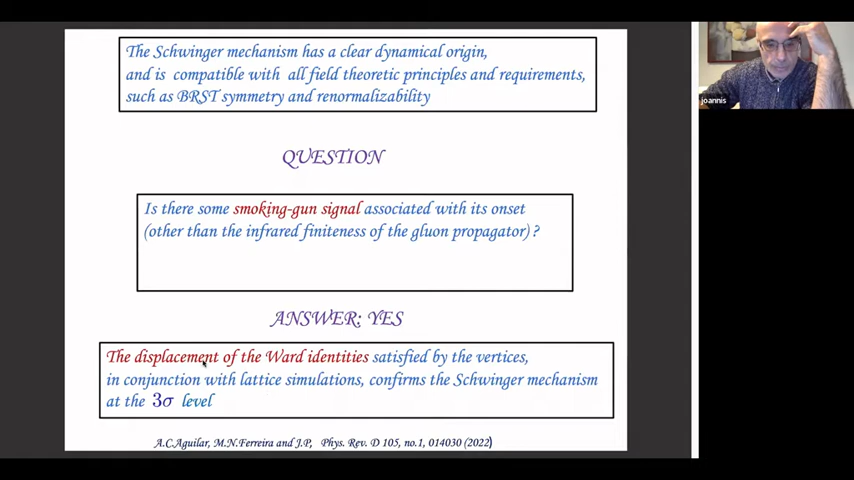 The Schwinger mechanism has a clear dynamical origin,
and is compatible with all field theoretic principles and requirements,
such as BRST symmetry and renormalizability
QUESTION
Is there some smoking-gun signal associated with its onset
(other than the infrared finiteness of the gluon propagator) ?
ANSWER: YES
The displacement of the Ward identities satisfied by the vertices,
in conjunction with lattice simulations, confirms the Schwinger mechanism
at the 3σ level
A.C.Aguilar, M.N.Ferreira and J.P, Phys. Rev. D 105, no.1, 014030 (2022)
joannis